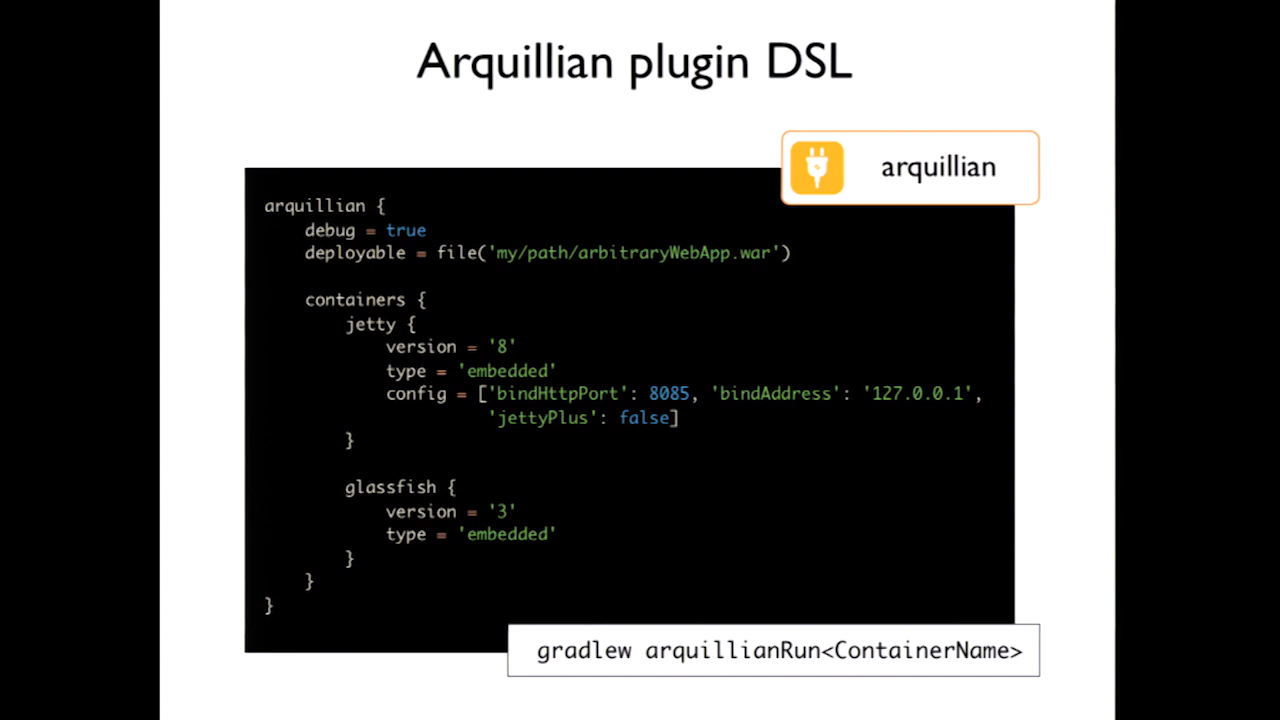 Arquillian plugin DSL
arquillian
arquillian {
    debug = true
    deployable = file('my/path/arbitraryWebApp.war')

    containers {
        jetty {
            version = '8'
            type = 'embedded'
            config = ['bindHttpPort': 8085, 'bindAddress': '127.0.0.1',
                      'jettyPlus': false]
        }

        glassfish {
            version = '3'
            type = 'embedded'
        }
    }
}
gradlew arquillianRun<ContainerName>